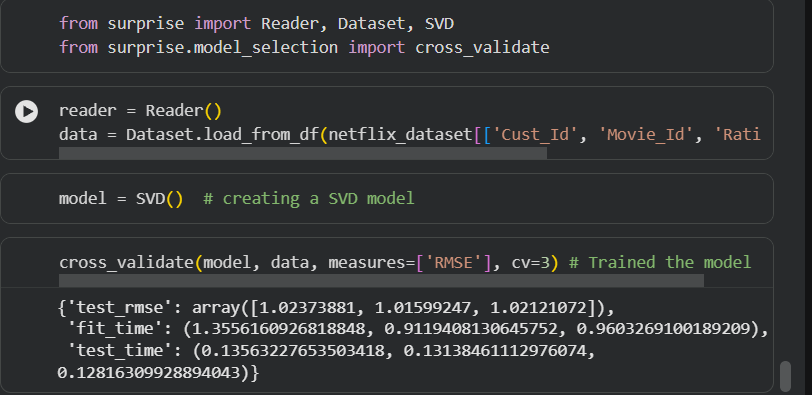 from surprise import Reader, Dataset, SVD
from surprise.model_selection import cross_validate
reader = Reader()
data = Dataset.load_from_df(netflix_dataset[['Cust_Id', 'Movie_Id', 'Rati
model = SVD()  # creating a SVD model
cross_validate(model, data, measures=['RMSE'], cv=3) # Trained the model
{'test_rmse': array([1.02373881, 1.01599247, 1.02121072]),
 'fit_time': (1.3556160926818848, 0.9119408130645752, 0.9603269100189209),
 'test_time': (0.13563227653503418, 0.13138461112976074,
0.12816309928894043)}